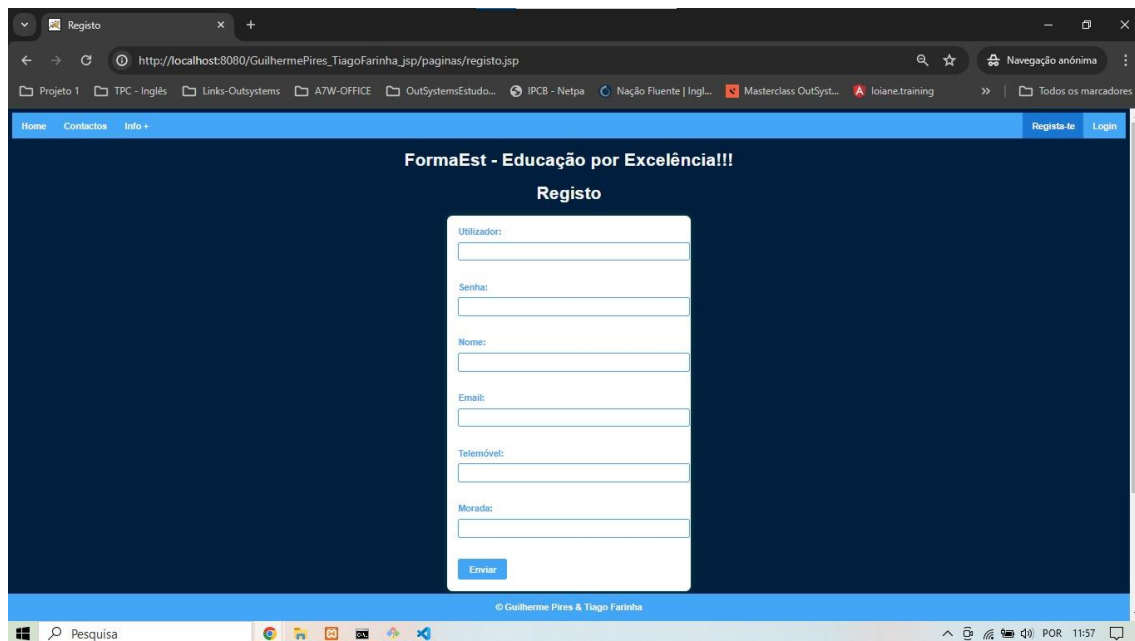 Registo
http://localhost:8080/GuilhermePires_TiagoFarinha_jsp/paginas/registo.jsp
Navegação anónima
Projeto 1 TPC - Inglês Links-Outsystems A7W-OFFICE OutSystemsEstudo... IPCB - Netpa Nação Fluente | Ingl... Masterclass OutSyst... loiane.training » Todos os marcadores
Home Contactos Info + Regista-te Login
FormaEst - Educação por Excelência!!!
Registo
Utilizador:
Senha:
Nome:
Email:
Telemóvel:
Morada:
Enviar
© Guilherme Pires & Tiago Farinha
Pesquisa POR 11:57